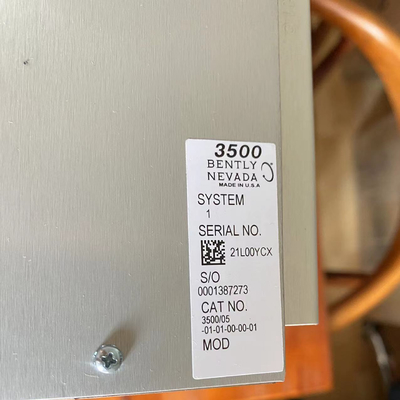 3500
BENTLY
NEVADA
MADE IN U.S.A
SYSTEM
1
SERIAL NO.
21L00YCX
S/O
0001387273
CAT NO.
3500/05
-01-01-00-00-01
MOD